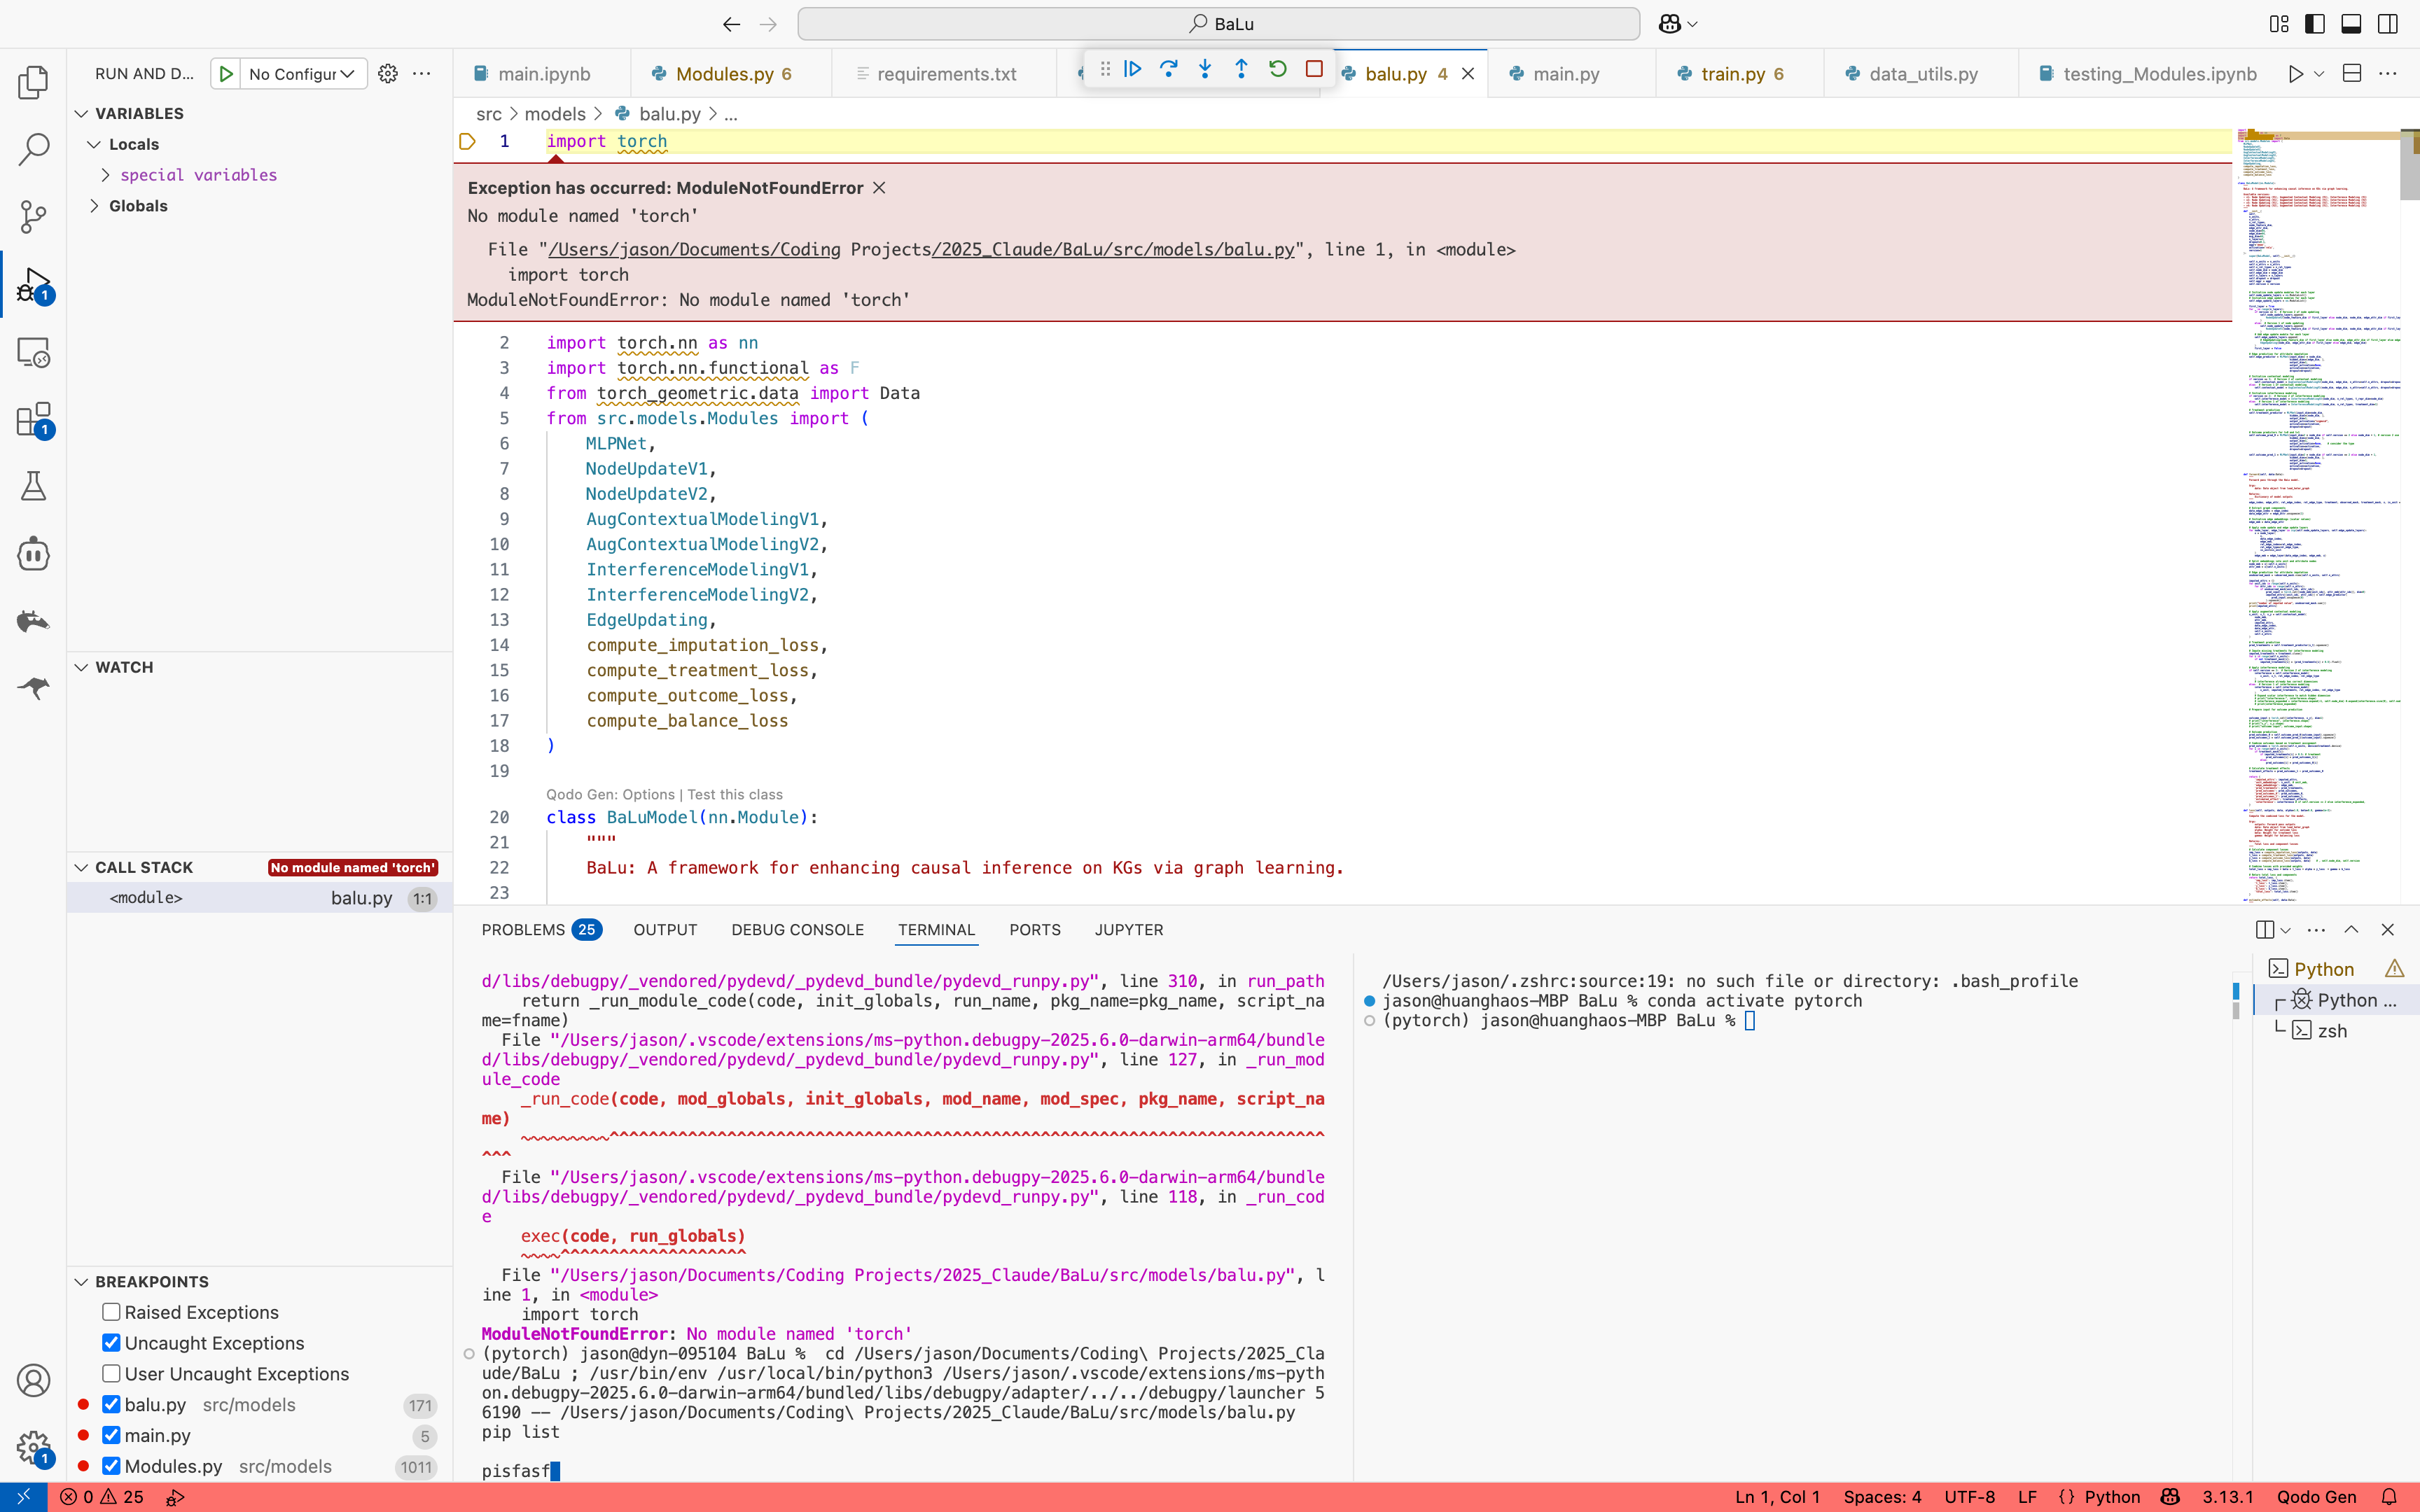 BaLu
RUN AND D...
No Configur
main.ipynb
Modules.py 6
requirements.txt
balu.py 4
main.py
train.py 6
data_utils.py
testing_Modules.ipynb
src > models > balu.py > ...
VARIABLES
Locals
special variables
Globals
WATCH
CALL STACK
No module named 'torch'
<module>
balu.py 1:1
BREAKPOINTS
Raised Exceptions
Uncaught Exceptions
User Uncaught Exceptions
balu.py src/models 171
main.py 5
Modules.py src/models 1011
1 import torch
Exception has occurred: ModuleNotFoundError
No module named 'torch'
File "/Users/jason/Documents/Coding Projects/2025_Claude/BaLu/src/models/balu.py", line 1, in <module>
import torch
ModuleNotFoundError: No module named 'torch'
2 import torch.nn as nn
3 import torch.nn.functional as F
4 from torch_geometric.data import Data
5 from src.models.Modules import (
6 MLPNet,
7 NodeUpdateV1,
8 NodeUpdateV2,
9 AugContextualModelingV1,
10 AugContextualModelingV2,
11 InterferenceModelingV1,
12 InterferenceModelingV2,
13 EdgeUpdating,
14 compute_imputation_loss,
15 compute_treatment_loss,
16 compute_outcome_loss,
17 compute_balance_loss
18 )
19
Qodo Gen: Options | Test this class
20 class BaLuModel(nn.Module):
21 """
22 BaLu: A framework for enhancing causal inference on KGs via graph learning.
23
PROBLEMS 25
OUTPUT
DEBUG CONSOLE
TERMINAL
PORTS
JUPYTER
d/libs/debugpy/_vendored/pydevd/_pydevd_bundle/pydevd_runpy.py", line 310, in run_path
return _run_module_code(code, init_globals, run_name, pkg_name=pkg_name, script_na
me=fname)
File "/Users/jason/.vscode/extensions/ms-python.debugpy-2025.6.0-darwin-arm64/bundle
d/libs/debugpy/_vendored/pydevd/_pydevd_bundle/pydevd_runpy.py", line 127, in _run_mod
ule_code
_run_code(code, mod_globals, init_globals, mod_name, mod_spec, pkg_name, script_na
me)
~~~~~~~~~^^^^^^^^^^^^^^^^^^^^^^^^^^^^^^^^^^^^^^^^^^^^^^^^^^^^^^^^^^^^^^^^^^^^^^^^^
^^^
File "/Users/jason/.vscode/extensions/ms-python.debugpy-2025.6.0-darwin-arm64/bundle
d/libs/debugpy/_vendored/pydevd/_pydevd_bundle/pydevd_runpy.py", line 118, in _run_cod
e
exec(code, run_globals)
~~~~^^^^^^^^^^^^^^^^^^^
File "/Users/jason/Documents/Coding Projects/2025_Claude/BaLu/src/models/balu.py", l
ine 1, in <module>
import torch
ModuleNotFoundError: No module named 'torch'
(pytorch) jason@dyn-095104 BaLu % cd /Users/jason/Documents/Coding\ Projects/2025_Cla
ude/BaLu ; /usr/bin/env /usr/local/bin/python3 /Users/jason/.vscode/extensions/ms-pyth
on.debugpy-2025.6.0-darwin-arm64/bundled/libs/debugpy/adapter/../../debugpy/launcher 5
6190 -- /Users/jason/Documents/Coding\ Projects/2025_Claude/BaLu/src/models/balu.py
pip list
pisfasf
/Users/jason/.zshrc:source:19: no such file or directory: .bash_profile
jason@huanghaos-MBP BaLu % conda activate pytorch
(pytorch) jason@huanghaos-MBP BaLu %
Python
Python ...
zsh
1
1
1
0 25
Ln 1, Col 1
Spaces: 4
UTF-8
LF
{} Python
3.13.1
Qodo Gen